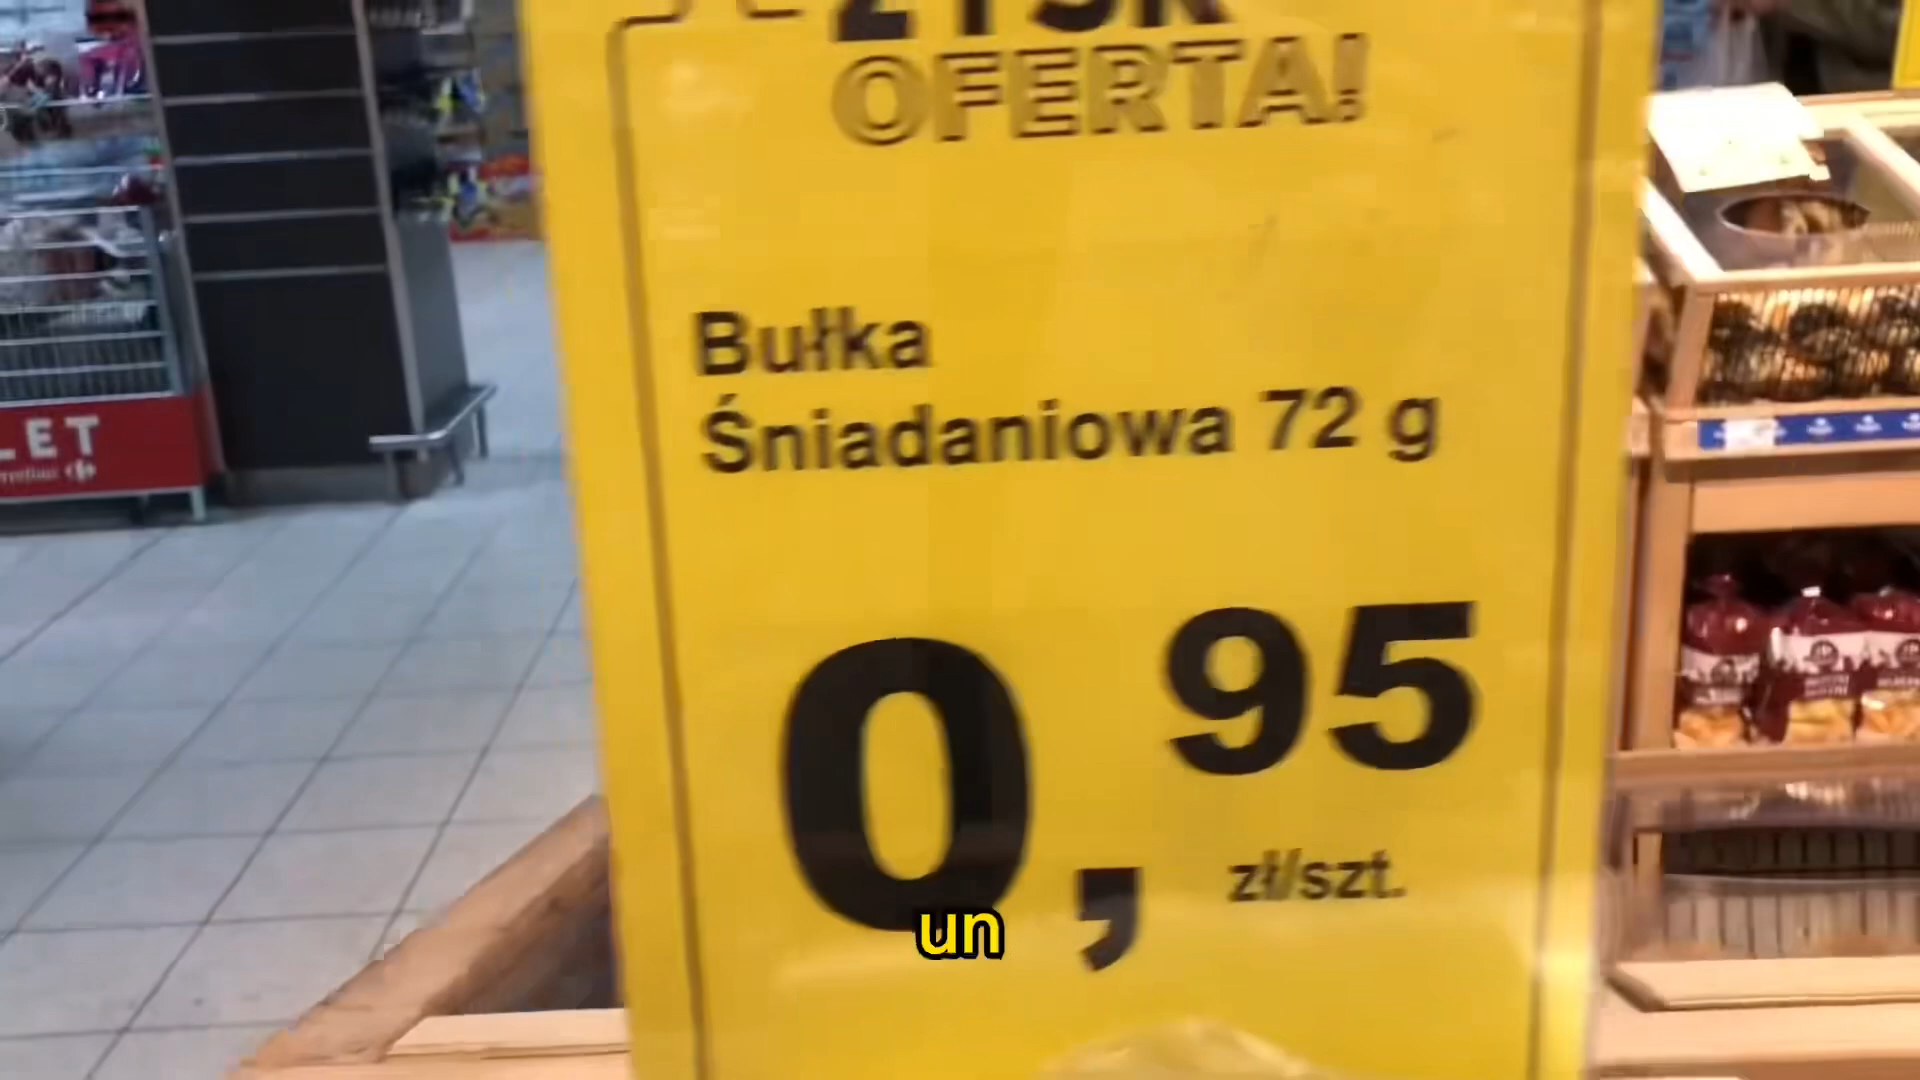 OFERTA!
Bułka
Śniadaniowa 72 g
0,95
zł/szt.
un
LET